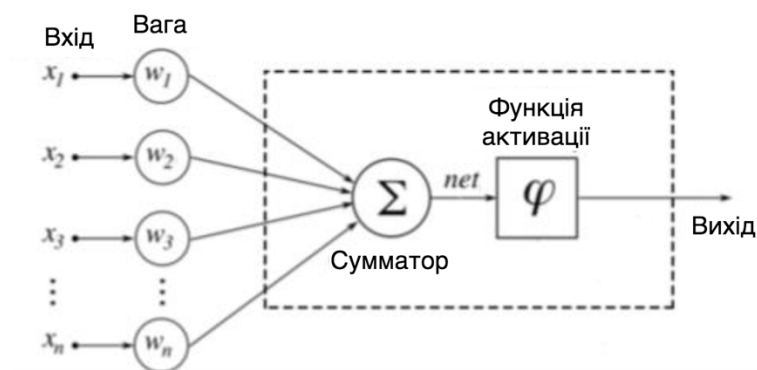 Вхід
Вага
x₁
w₁
x₂
w₂
x₃
w₃
xₙ
wₙ
Σ
Сумматор
net
Функція
активації
φ
Вихід